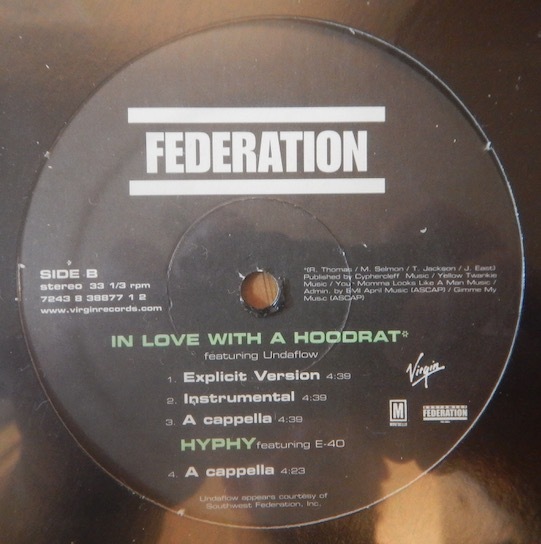 FEDERATION
SIDE B
stereo 33 1/3 rpm
7243 8 38877 1 2
www.virginrecords.com
*(R. Thomas / M. Selmon / T. Jackson / J. East)
Published by Cyphercleff Music / Yellow Twankie
Music / You Momma Looks Like A Man Music /
Admin. by EMI April Music (ASCAP) / Gimme My
Music (ASCAP)
IN LOVE WITH A HOODRAT*
featuring Undaflow
1. Explicit Version 4:39
2. Instrumental 4:39
3. A cappella 4:39
HYPHY featuring E-40
4. A cappella 4:23
Virgin
M
FEDERATION
Undaflow appears courtesy of
Southwest Federation, Inc.